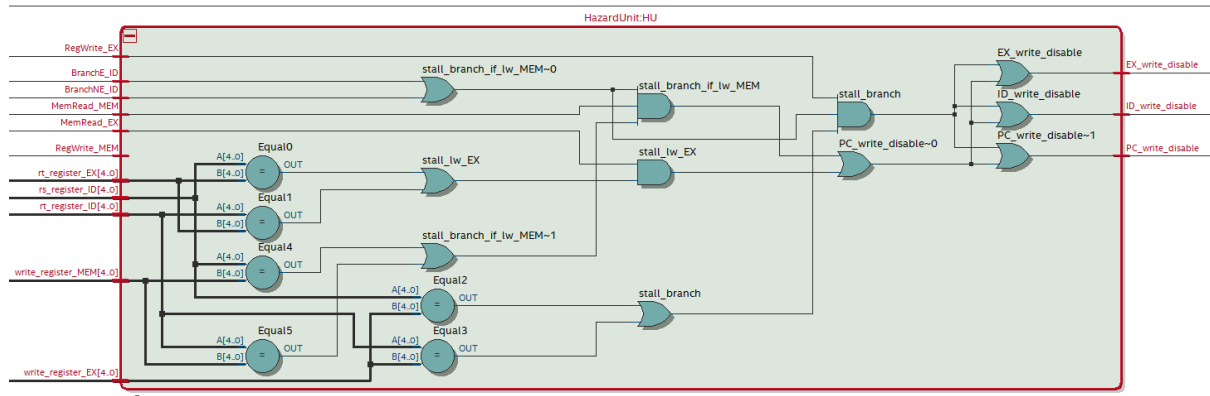 HazardUnit:HU
RegWrite_EX
BranchE_ID
BranchNE_ID
MemRead_MEM
MemRead_EX
RegWrite_MEM
rt_register_EX[4..0]
rs_register_ID[4..0]
rt_register_ID[4..0]
write_register_MEM[4..0]
write_register_EX[4..0]
stall_branch_if_lw_MEM~0
Equal0
A[4..0]
B[4..0]
=
OUT
Equal1
A[4..0]
B[4..0]
=
OUT
Equal4
A[4..0]
B[4..0]
=
OUT
Equal5
A[4..0]
B[4..0]
=
OUT
stall_lw_EX
stall_branch_if_lw_MEM~1
Equal2
A[4..0]
B[4..0]
=
OUT
Equal3
A[4..0]
B[4..0]
=
OUT
stall_branch_if_lw_MEM
stall_lw_EX
stall_branch
stall_branch
PC_write_disable~0
EX_write_disable
ID_write_disable
PC_write_disable~1
EX_write_disable
ID_write_disable
PC_write_disable